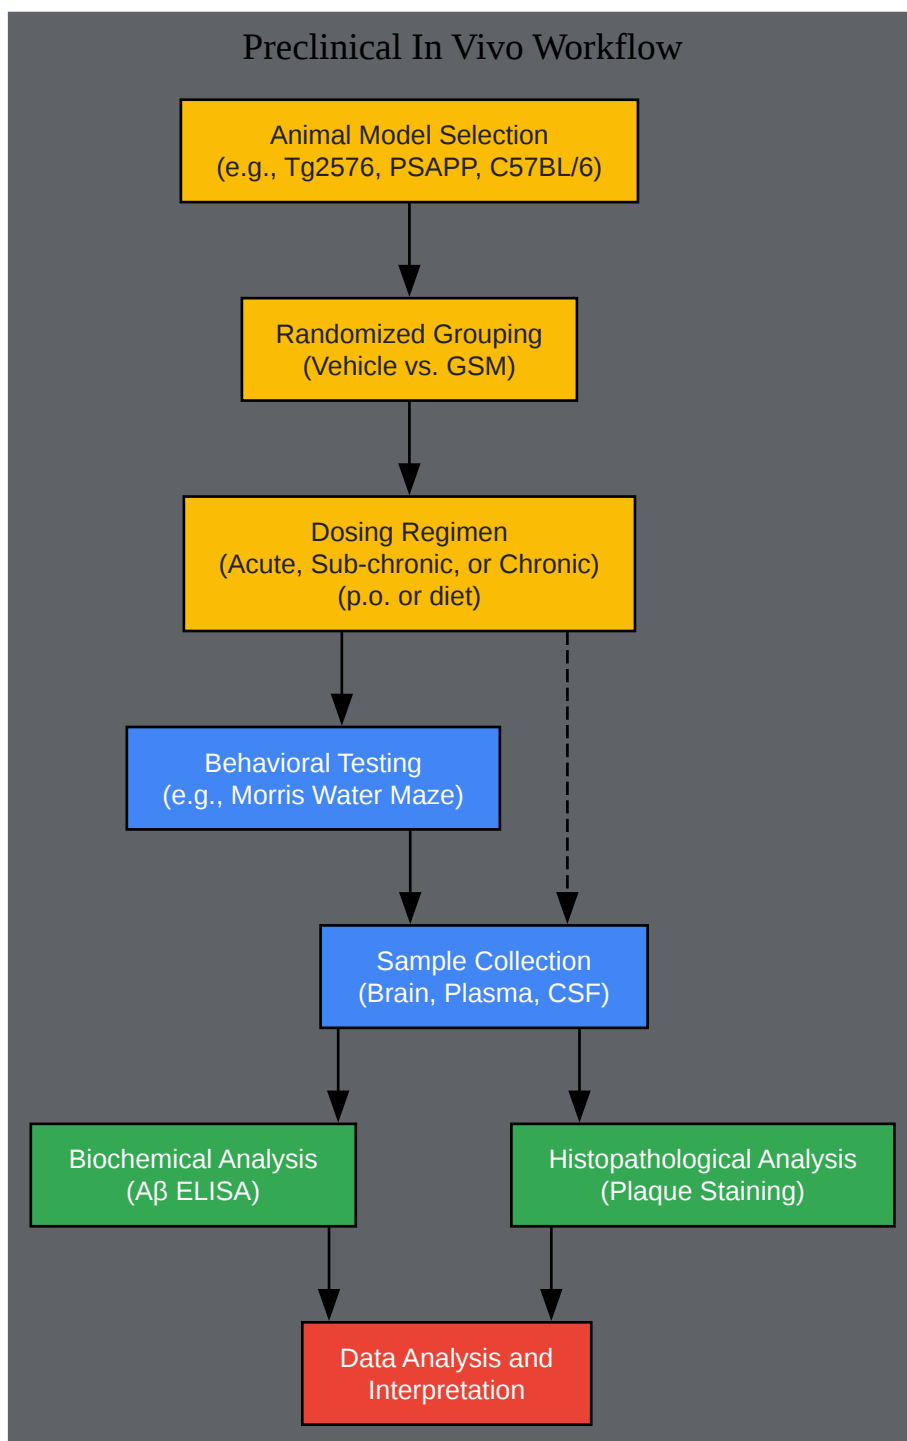 Preclinical In Vivo Workflow
Animal Model Selection
(e.g., Tg2576, PSAPP, C57BL/6)
Randomized Grouping
(Vehicle vs. GSM)
Dosing Regimen
(Acute, Sub-chronic, or Chronic)
(p.o. or diet)
Behavioral Testing
(e.g., Morris Water Maze)
Sample Collection
(Brain, Plasma, CSF)
Biochemical Analysis
(Aβ ELISA)
Histopathological Analysis
(Plaque Staining)
Data Analysis and
Interpretation